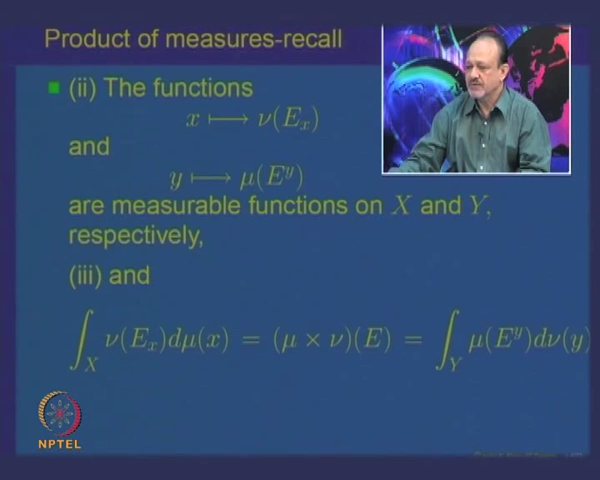 Product of measures-recall
(ii) The functions
x ⟼ ν(E_x)
and
y ⟼ μ(E^y)
are measurable functions on X and Y,
respectively,
(iii) and
∫_X ν(E_x)dμ(x) = (μ × ν)(E) = ∫_Y μ(E^y)dν(y)
NPTEL